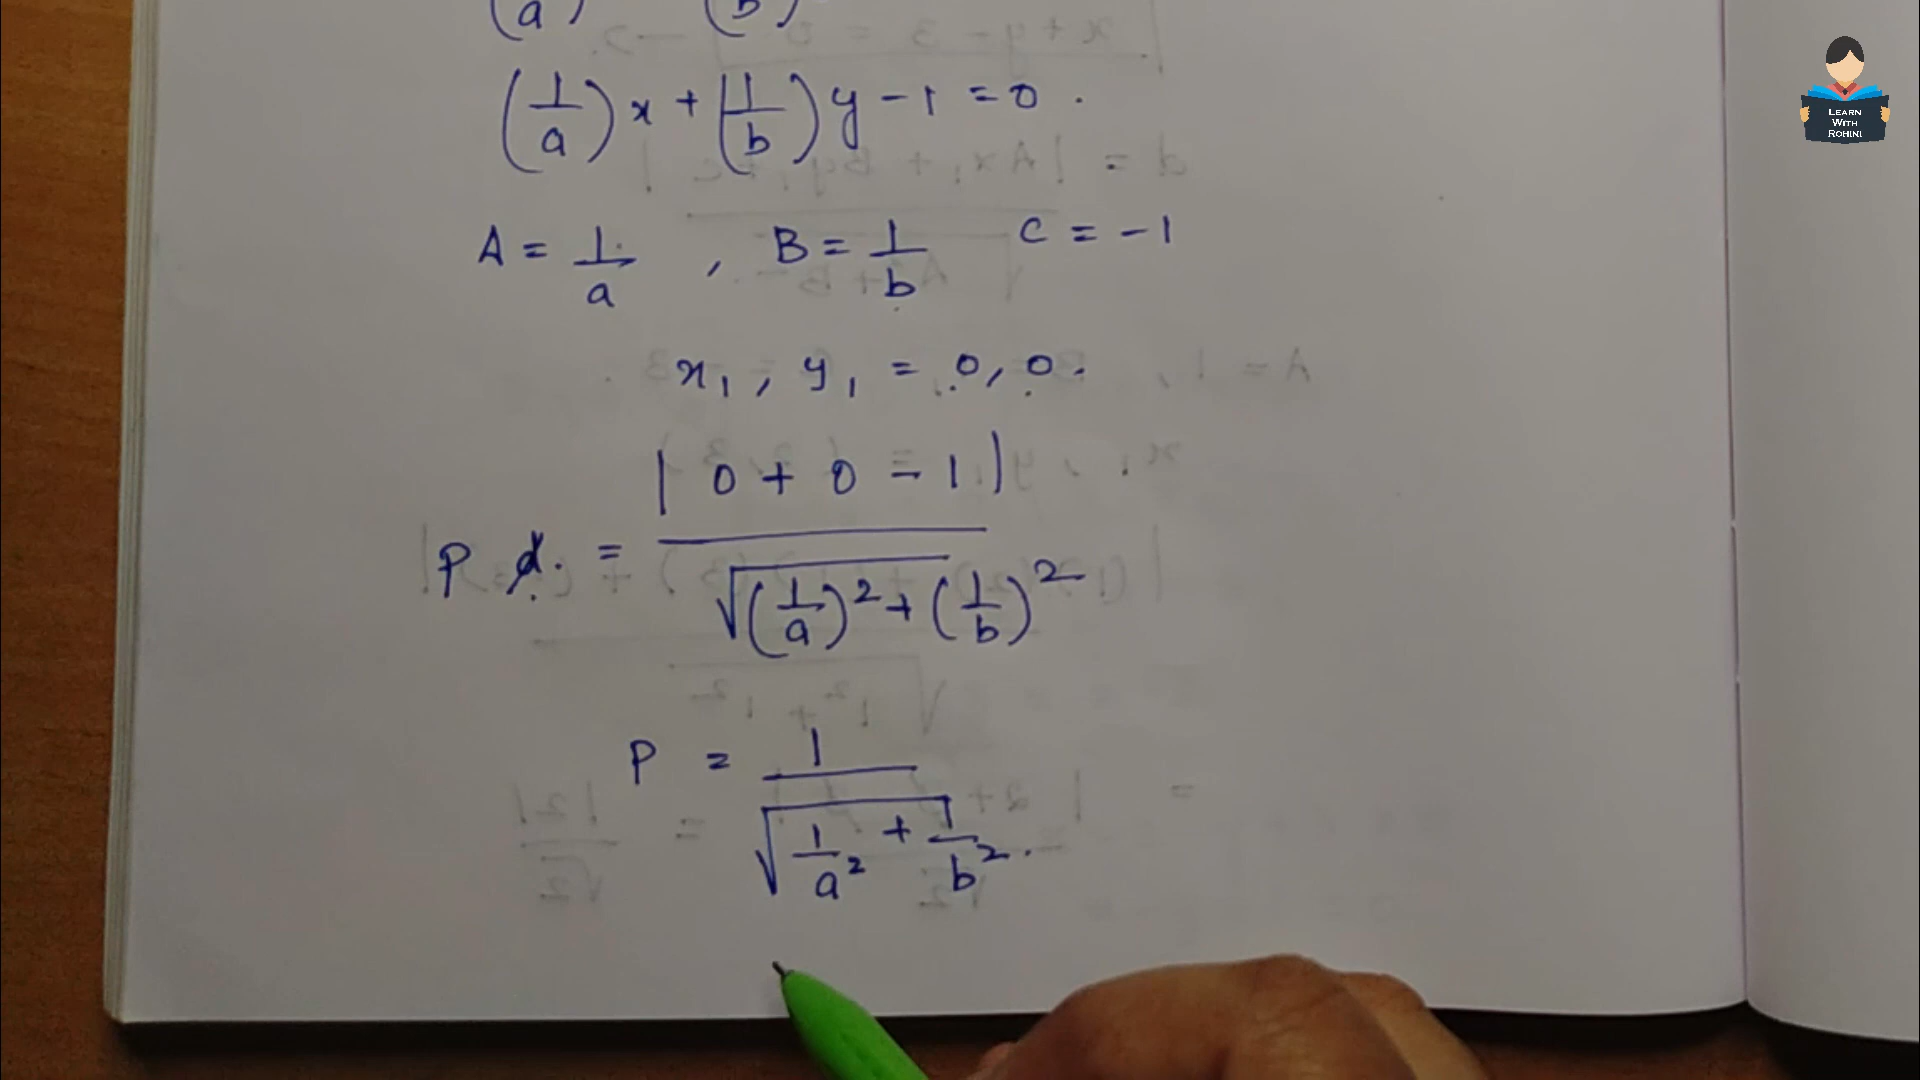 (a) (b)
(1/a)x + (1/b)y - 1 = 0.
A = 1/a , B = 1/b C = -1
x₁, y₁ = 0, 0.
p d. = |0 + 0 - 1| / √(1/a)² + (1/b)²
P = 1 / √1/a² + 1/b².
LEARN
WITH
ROHINI